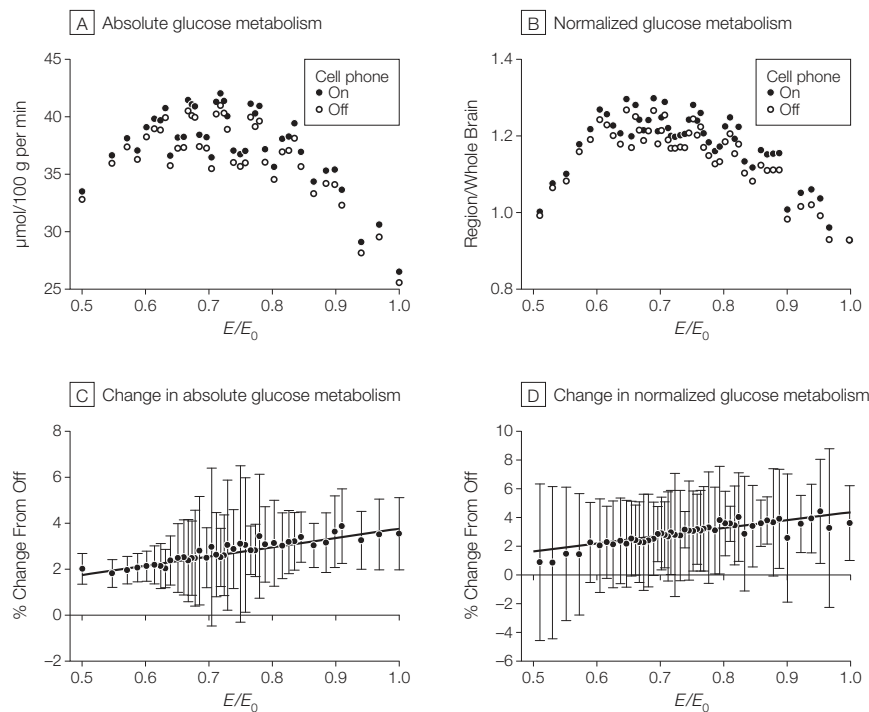 A Absolute glucose metabolism
45
40
35
30
25
µmol/100 g per min
Cell phone
On
Off
0.5 0.6 0.7 0.8 0.9 1.0
E/E0
B Normalized glucose metabolism
1.4
1.2
1.0
0.8
Region/Whole Brain
Cell phone
On
Off
0.5 0.6 0.7 0.8 0.9 1.0
E/E0
C Change in absolute glucose metabolism
8
6
4
2
0
−2
% Change From Off
0.5 0.6 0.7 0.8 0.9 1.0
E/E0
D Change in normalized glucose metabolism
10
8
6
4
2
0
−2
−4
−6
% Change From Off
0.5 0.6 0.7 0.8 0.9 1.0
E/E0